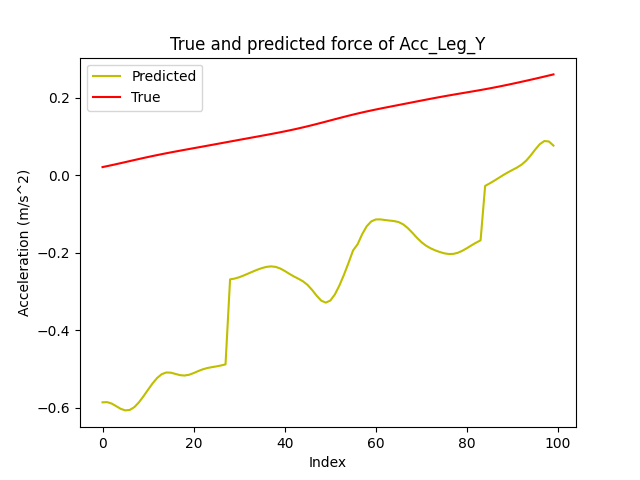 True and predicted force of Acc_Leg_Y
Predicted
True
Acceleration (m/s^2)
0.2
0.0
−0.2
−0.4
−0.6
0
20
40
60
80
100
Index